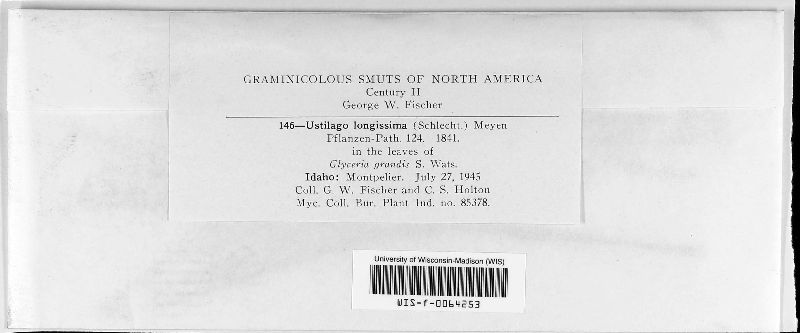 GRAMINICOLOUS SMUTS OF NORTH AMERICA
Century II
George W. Fischer
146—Ustilago longissima (Schlecht.) Meyen
Pflanzen-Path. 124. 1841.
in the leaves of
Glyceria grandis S. Wats.
Idaho: Montpelier. July 27, 1945
Coll. G. W. Fischer and C. S. Holton
Myc. Coll. Bur. Plant Ind. no. 85378.
University of Wisconsin-Madison (WIS)
WIS-f-0064253